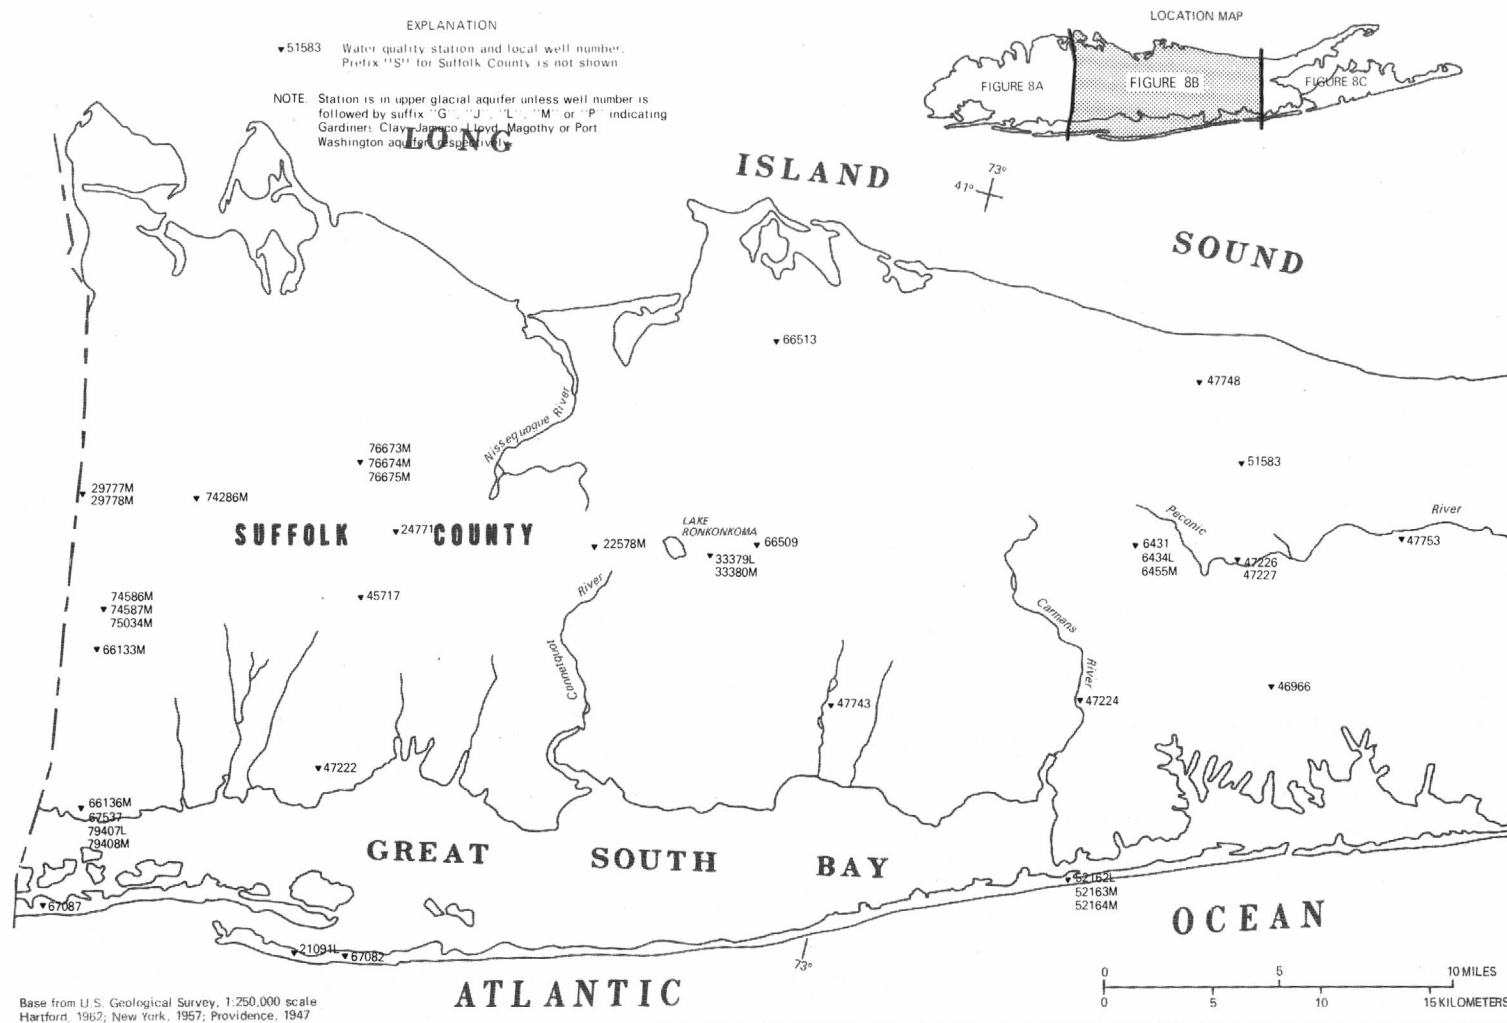 EXPLANATION
51583 Water quality station and local well number.
Prefix "S" for Suffolk County is not shown
NOTE: Station is in upper glacial aquifer unless well number is
followed by suffix "G", "J", "L", "M" or "P" indicating
Gardiners Clay, Jameco, Lloyd, Magothy or Port
Washington aquifer, respectively.
LOCATION MAP
FIGURE 8A
FIGURE 8B
FIGURE 8C
LONG
ISLAND
SOUND
73°
41°
66513
47748
76673M
76674M
76675M
Nissequogue River
51583
29777M
29778M
74286M
SUFFOLK COUNTY
24771
22578M
LAKE
RONKONKOMA
66509
33379L
33380M
Peconic
River
6431
6434L
6455M
47226
47227
47753
74586M
74587M
75034M
66133M
45717
Connetquot
River
Carmans
River
47743
47224
46966
47222
66136M
67537
79407L
79408M
GREAT SOUTH BAY
67087
52162L
52163M
52164M
21091L
67082
73°
ATLANTIC
OCEAN
0 5 10 MILES
0 5 10 15 KILOMETERS
Base from U.S. Geological Survey, 1:250,000 scale
Hartford, 1962; New York, 1957; Providence, 1947